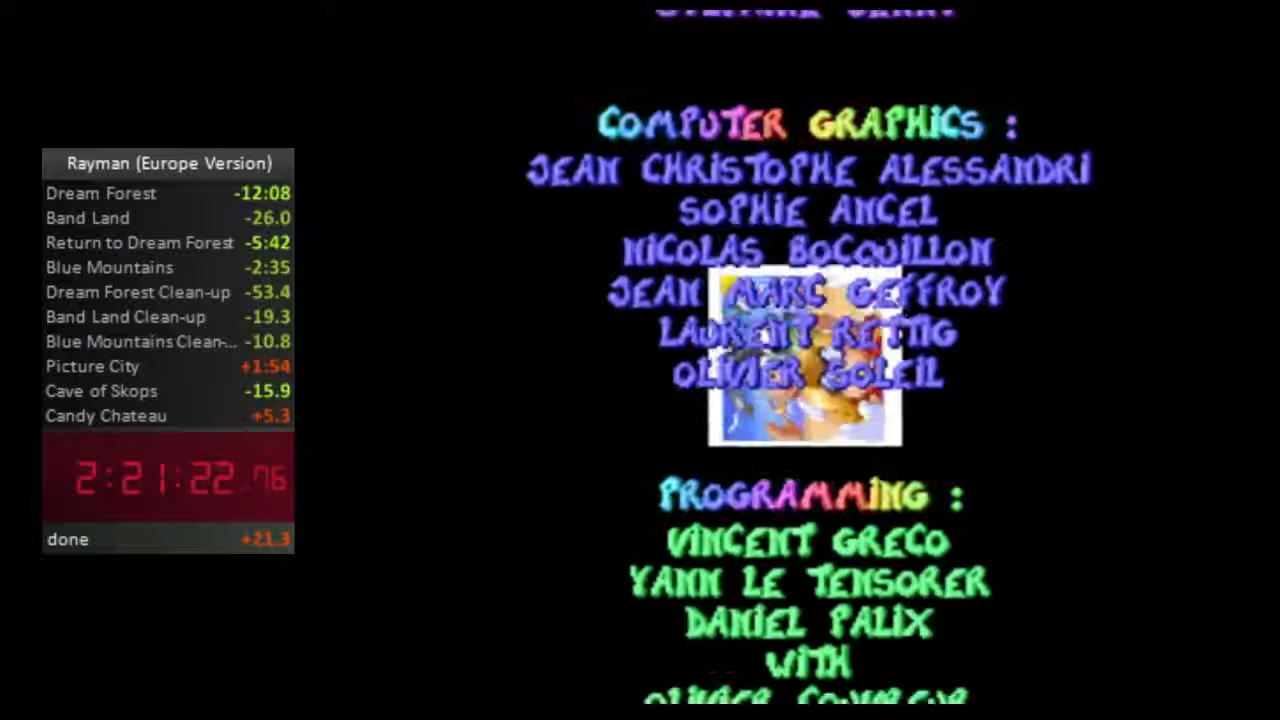 Rayman (Europe Version)
Dream Forest -12:08
Band Land -26.0
Return to Dream Forest -5:42
Blue Mountains -2:35
Dream Forest Clean-up -53.4
Band Land Clean-up -19.3
Blue Mountains Clean-... -10.8
Picture City +1:54
Cave of Skops -15.9
Candy Chateau +5.3
2:21:22.76
done +21.3
COMPUTER GRAPHICS :
JEAN CHRISTOPHE ALESSANDRI
SOPHIE ANCEL
NICOLAS BOCQUILLON
JEAN MARC GEFFROY
LAURENT RETTIG
OLIVIER SOLEIL
PROGRAMMING :
VINCENT GRECO
YANN LE TENSORER
DANIEL PALIX
WITH
OLIVIER